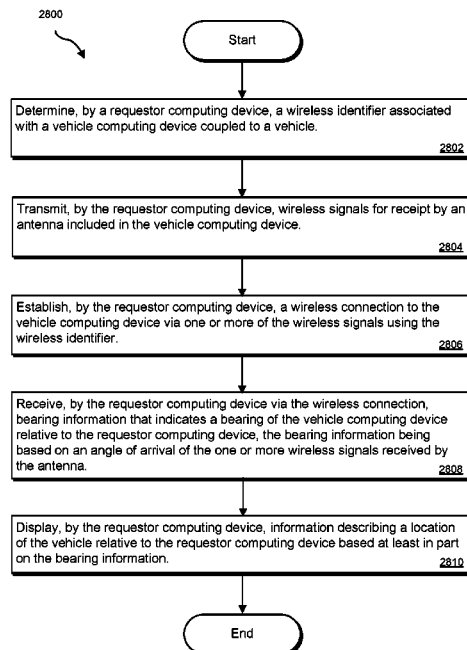 2800
Start
Determine, by a requestor computing device, a wireless identifier associated
with a vehicle computing device coupled to a vehicle.
2802
Transmit, by the requestor computing device, wireless signals for receipt by an
antenna included in the vehicle computing device.
2804
Establish, by the requestor computing device, a wireless connection to the
vehicle computing device via one or more of the wireless signals using the
wireless identifier.
2806
Receive, by the requestor computing device via the wireless connection,
bearing information that indicates a bearing of the vehicle computing device
relative to the requestor computing device, the bearing information being
based on an angle of arrival of the one or more wireless signals received by
the antenna.
2808
Display, by the requestor computing device, information describing a location
of the vehicle relative to the requestor computing device based at least in part
on the bearing information.
2810
End